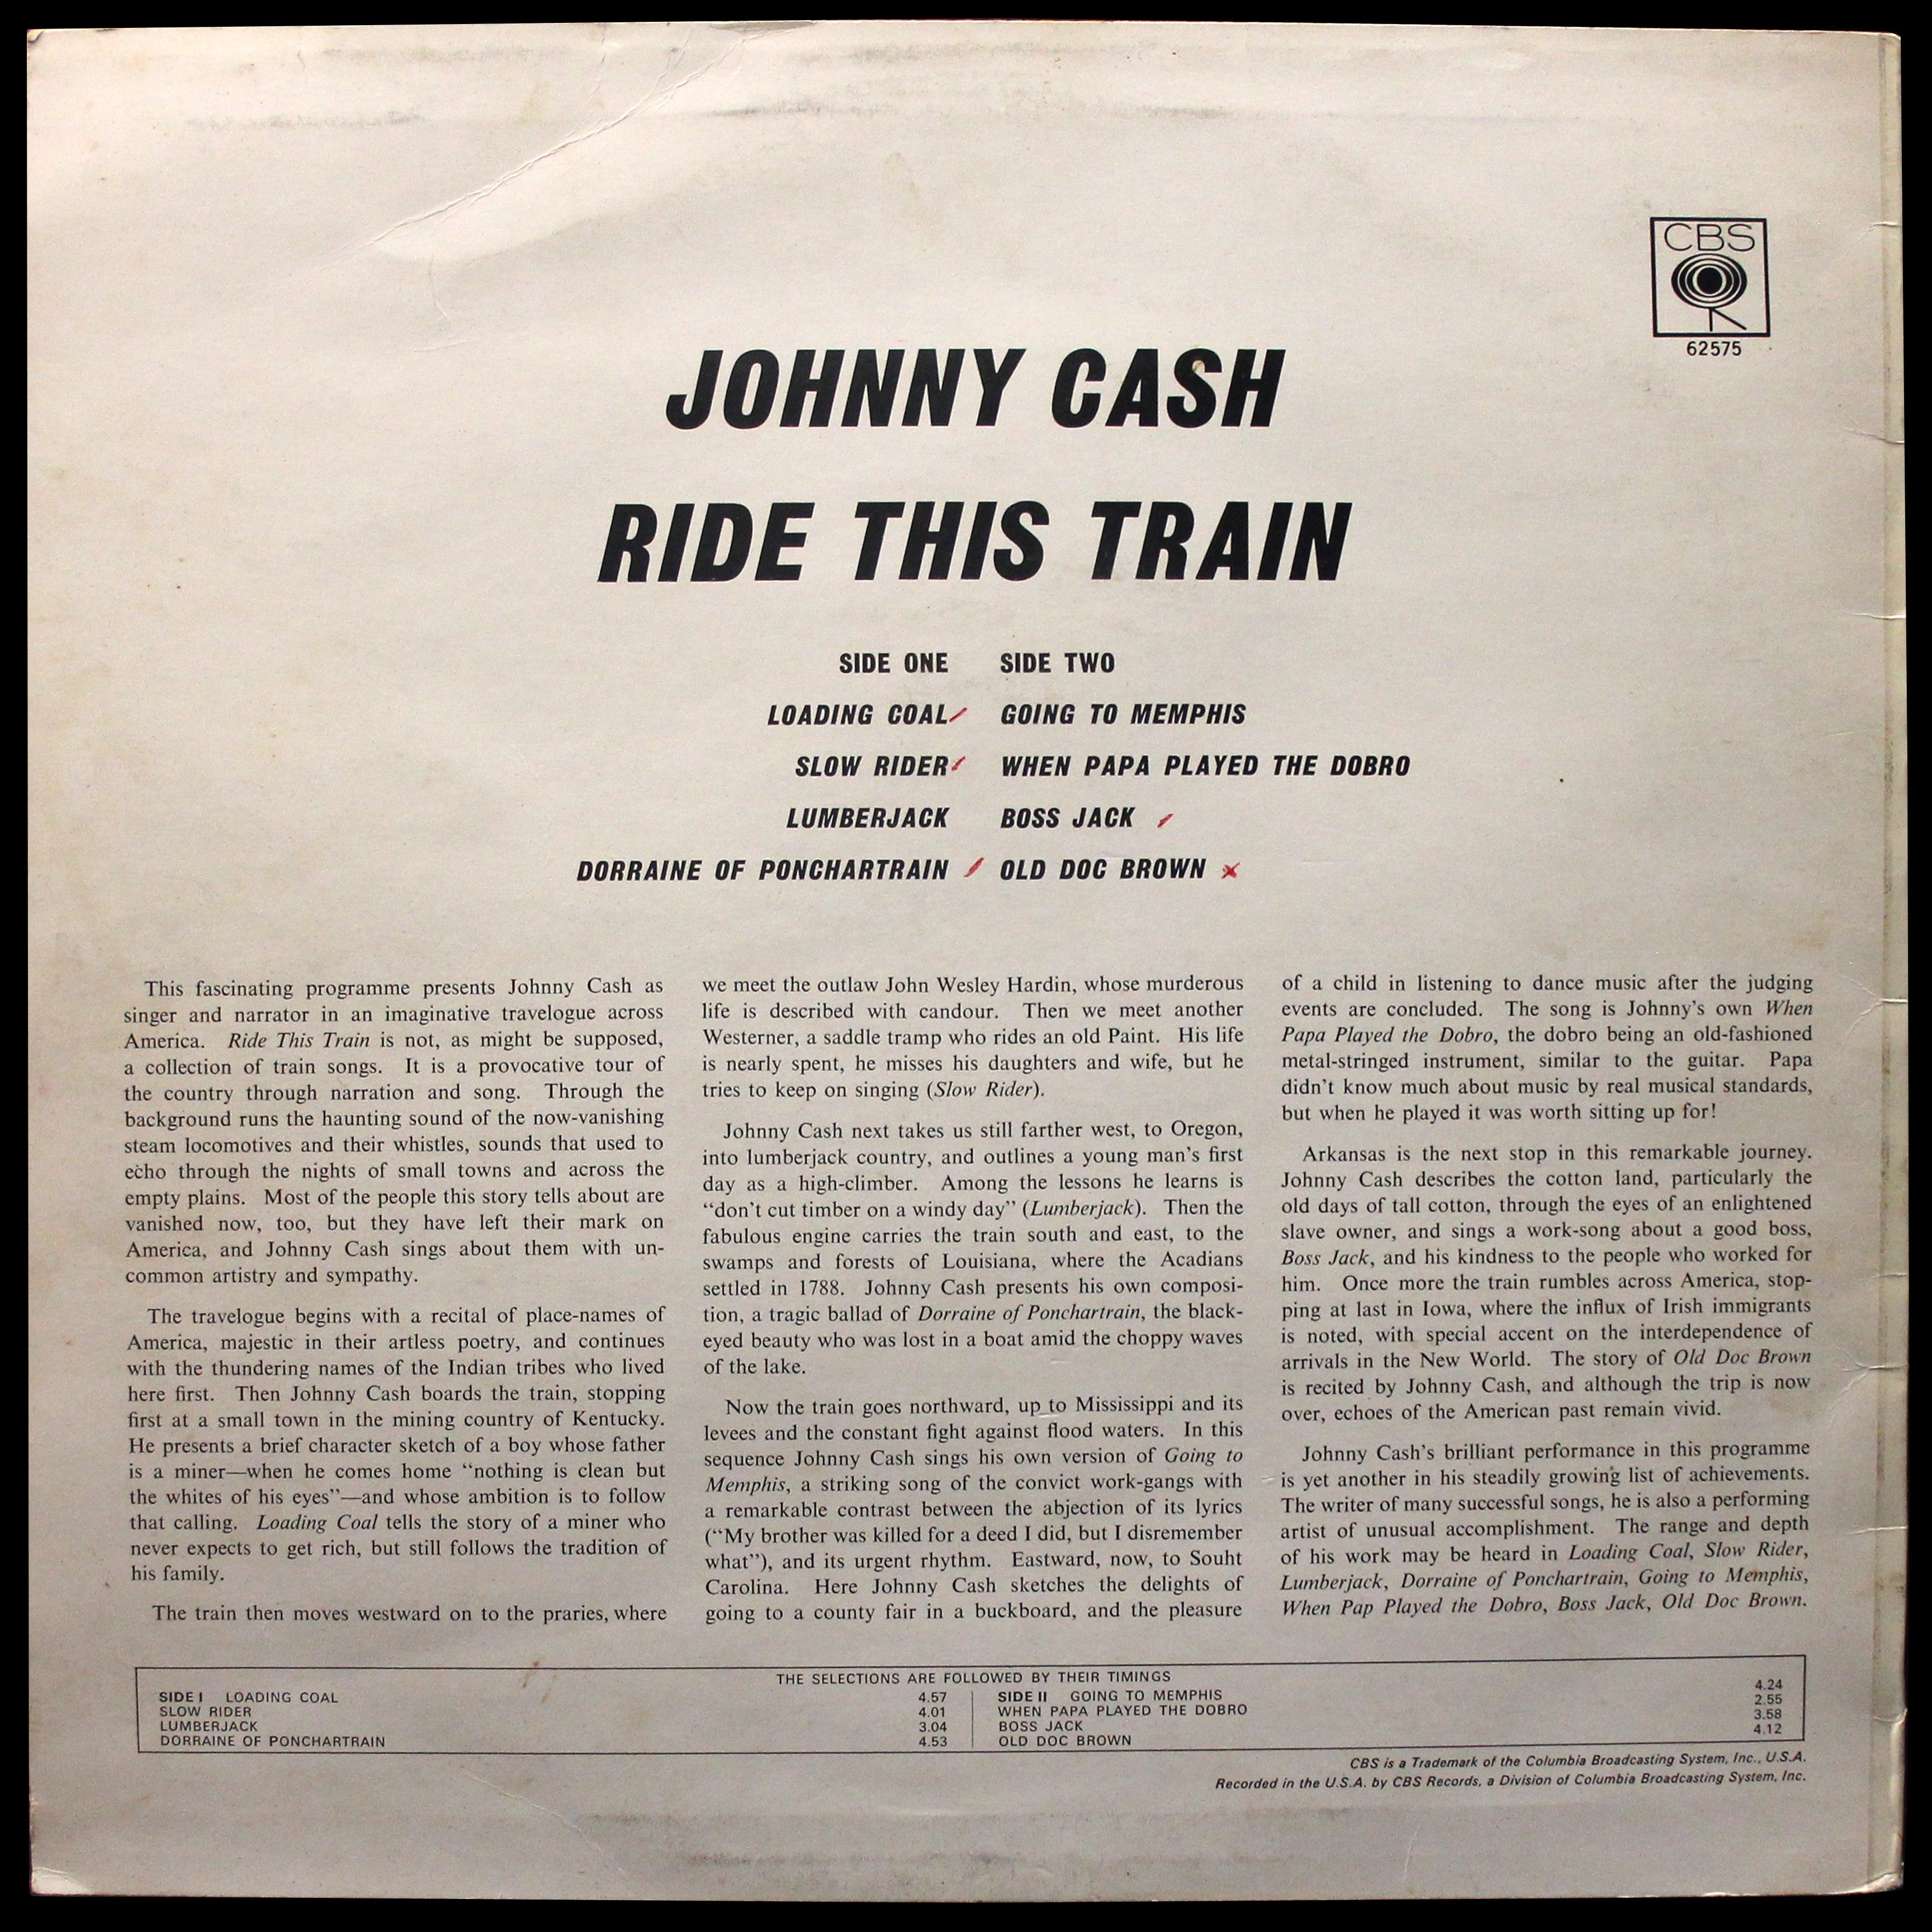 CBS
62575
JOHNNY CASH
RIDE THIS TRAIN
SIDE ONE
LOADING COAL
SLOW RIDER
LUMBERJACK
DORRAINE OF PONCHARTRAIN
SIDE TWO
GOING TO MEMPHIS
WHEN PAPA PLAYED THE DOBRO
BOSS JACK
OLD DOC BROWN
This fascinating programme presents Johnny Cash as
singer and narrator in an imaginative travelogue across
America. Ride This Train is not, as might be supposed,
a collection of train songs. It is a provocative tour of
the country through narration and song. Through the
background runs the haunting sound of the now-vanishing
steam locomotives and their whistles, sounds that used to
echo through the nights of small towns and across the
empty plains. Most of the people this story tells about are
vanished now, too, but they have left their mark on
America, and Johnny Cash sings about them with un-
common artistry and sympathy.
The travelogue begins with a recital of place-names of
America, majestic in their artless poetry, and continues
with the thundering names of the Indian tribes who lived
here first. Then Johnny Cash boards the train, stopping
first at a small town in the mining country of Kentucky.
He presents a brief character sketch of a boy whose father
is a miner—when he comes home “nothing is clean but
the whites of his eyes”—and whose ambition is to follow
that calling. Loading Coal tells the story of a miner who
never expects to get rich, but still follows the tradition of
his family.
The train then moves westward on to the praries, where
we meet the outlaw John Wesley Hardin, whose murderous
life is described with candour. Then we meet another
Westerner, a saddle tramp who rides an old Paint. His life
is nearly spent, he misses his daughters and wife, but he
tries to keep on singing (Slow Rider).
Johnny Cash next takes us still farther west, to Oregon,
into lumberjack country, and outlines a young man’s first
day as a high-climber. Among the lessons he learns is
“don’t cut timber on a windy day” (Lumberjack). Then the
fabulous engine carries the train south and east, to the
swamps and forests of Louisiana, where the Acadians
settled in 1788. Johnny Cash presents his own composi-
tion, a tragic ballad of Dorraine of Ponchartrain, the black-
eyed beauty who was lost in a boat amid the choppy waves
of the lake.
Now the train goes northward, up to Mississippi and its
levees and the constant fight against flood waters. In this
sequence Johnny Cash sings his own version of Going to
Memphis, a striking song of the convict work-gangs with
a remarkable contrast between the abjection of its lyrics
(“My brother was killed for a deed I did, but I disremember
what”), and its urgent rhythm. Eastward, now, to Souht
Carolina. Here Johnny Cash sketches the delights of
going to a county fair in a buckboard, and the pleasure
of a child in listening to dance music after the judging
events are concluded. The song is Johnny’s own When
Papa Played the Dobro, the dobro being an old-fashioned
metal-stringed instrument, similar to the guitar. Papa
didn’t know much about music by real musical standards,
but when he played it was worth sitting up for!
Arkansas is the next stop in this remarkable journey.
Johnny Cash describes the cotton land, particularly the
old days of tall cotton, through the eyes of an enlightened
slave owner, and sings a work-song about a good boss,
Boss Jack, and his kindness to the people who worked for
him. Once more the train rumbles across America, stop-
ping at last in Iowa, where the influx of Irish immigrants
is noted, with special accent on the interdependence of
arrivals in the New World. The story of Old Doc Brown
is recited by Johnny Cash, and although the trip is now
over, echoes of the American past remain vivid.
Johnny Cash’s brilliant performance in this programme
is yet another in his steadily growing list of achievements.
The writer of many successful songs, he is also a performing
artist of unusual accomplishment. The range and depth
of his work may be heard in Loading Coal, Slow Rider,
Lumberjack, Dorraine of Ponchartrain, Going to Memphis,
When Pap Played the Dobro, Boss Jack, Old Doc Brown.
THE SELECTIONS ARE FOLLOWED BY THEIR TIMINGS
SIDE I LOADING COAL 4.57
SLOW RIDER 4.01
LUMBERJACK 3.04
DORRAINE OF PONCHARTRAIN 4.53
SIDE II GOING TO MEMPHIS 4.24
WHEN PAPA PLAYED THE DOBRO 2.55
BOSS JACK 3.58
OLD DOC BROWN 4.12
CBS is a Trademark of the Columbia Broadcasting System, Inc., U.S.A.
Recorded in the U.S.A. by CBS Records, a Division of Columbia Broadcasting System, Inc.